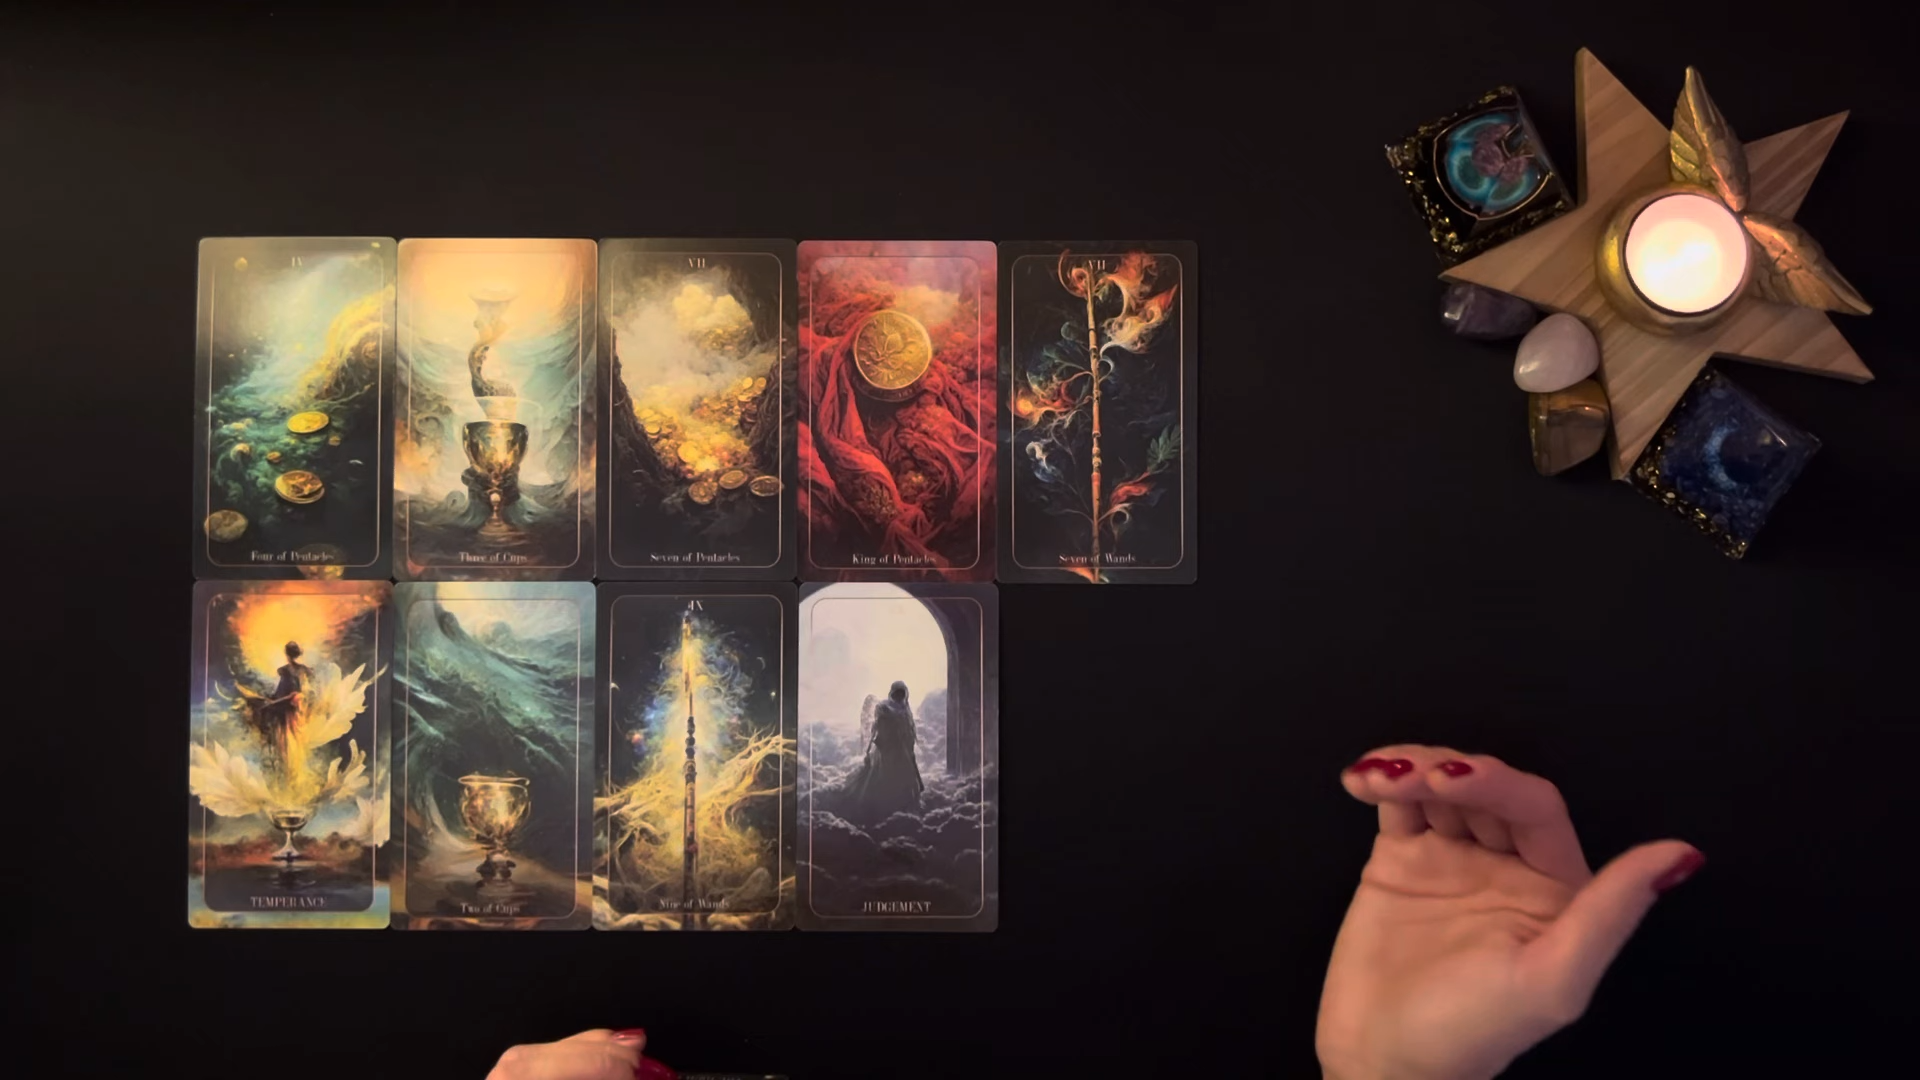 IV
Four of Pentacles
Three of Cups
VII
Seven of Pentacles
King of Pentacles
VII
Seven of Wands
TEMPERANCE
Two of Cups
IX
Nine of Wands
JUDGEMENT